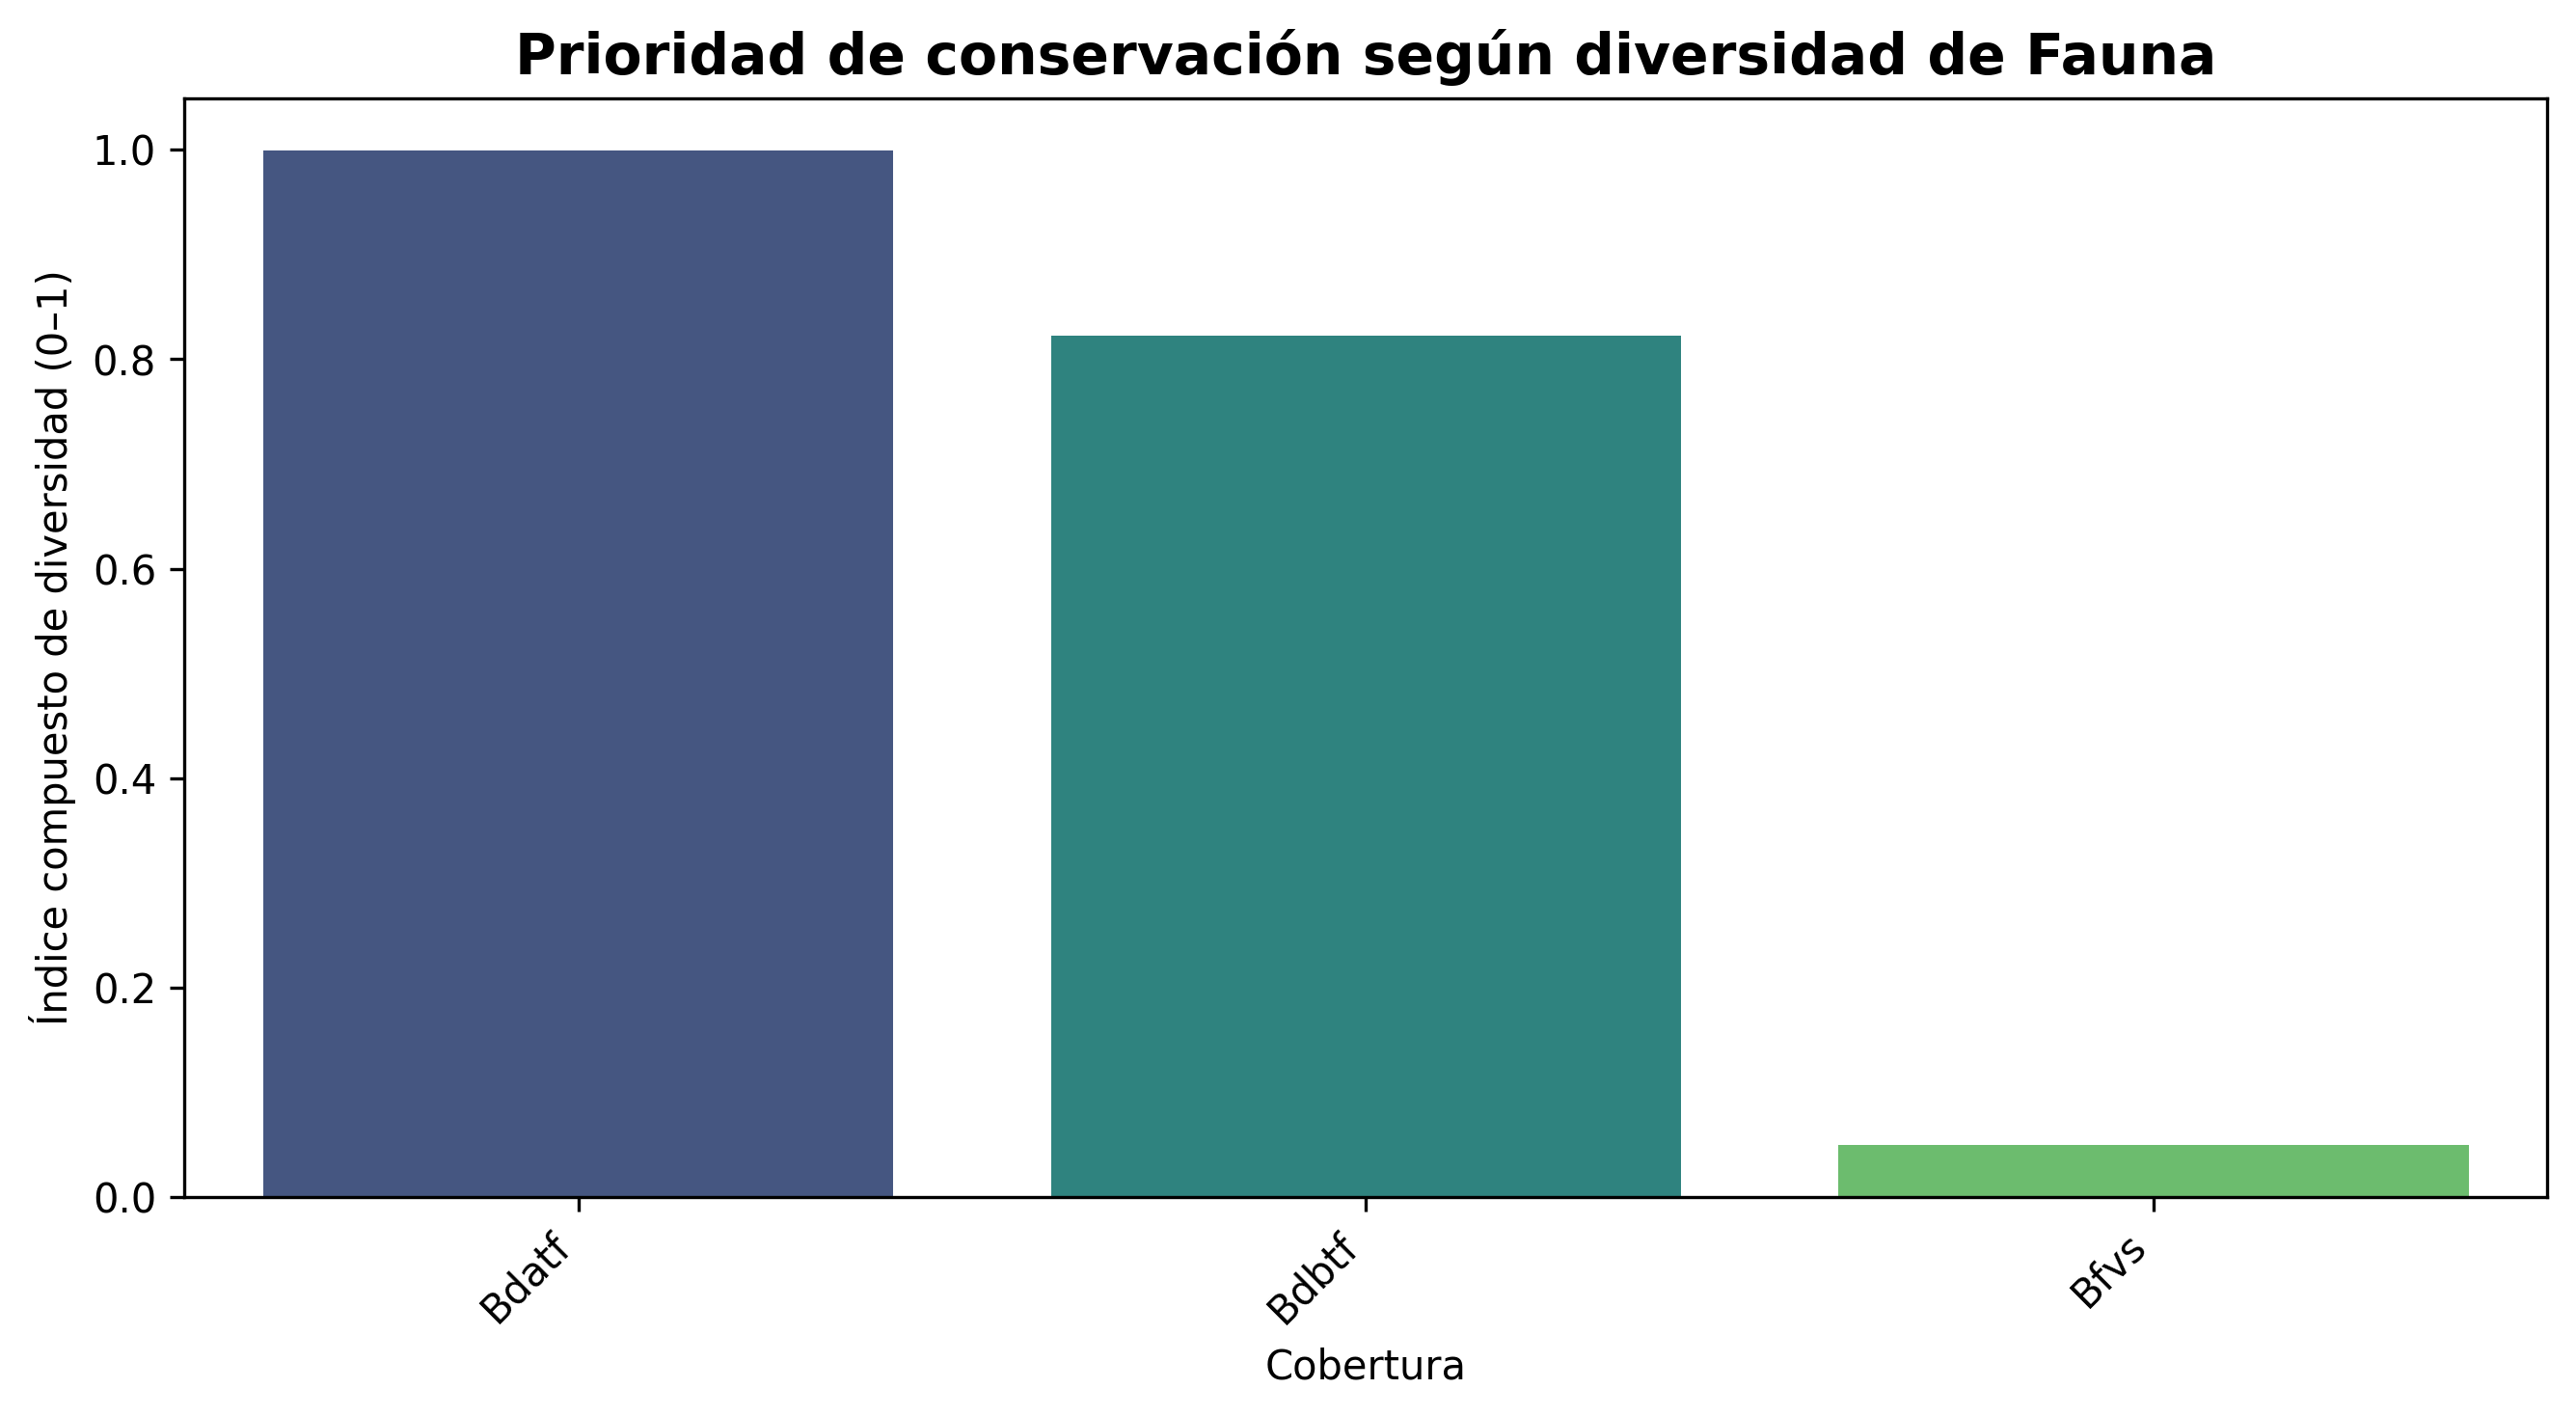 Prioridad de conservación según diversidad de Fauna
Índice compuesto de diversidad (0–1)
1.0
0.8
0.6
0.4
0.2
0.0
Bdatf
Bdbtf
Bfvs
Cobertura